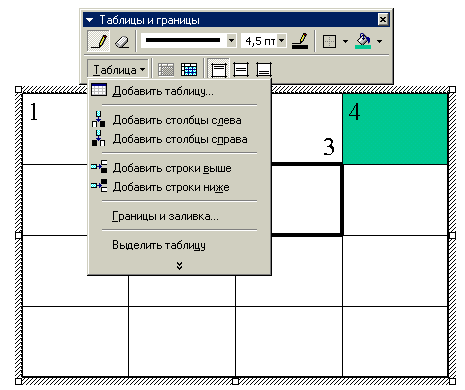 Таблицы и границы
4,5 пт
Таблица
1
4
3
Добавить таблицу...
Добавить столбцы слева
Добавить столбцы справа
Добавить строки выше
Добавить строки ниже
Границы и заливка...
Выделить таблицу